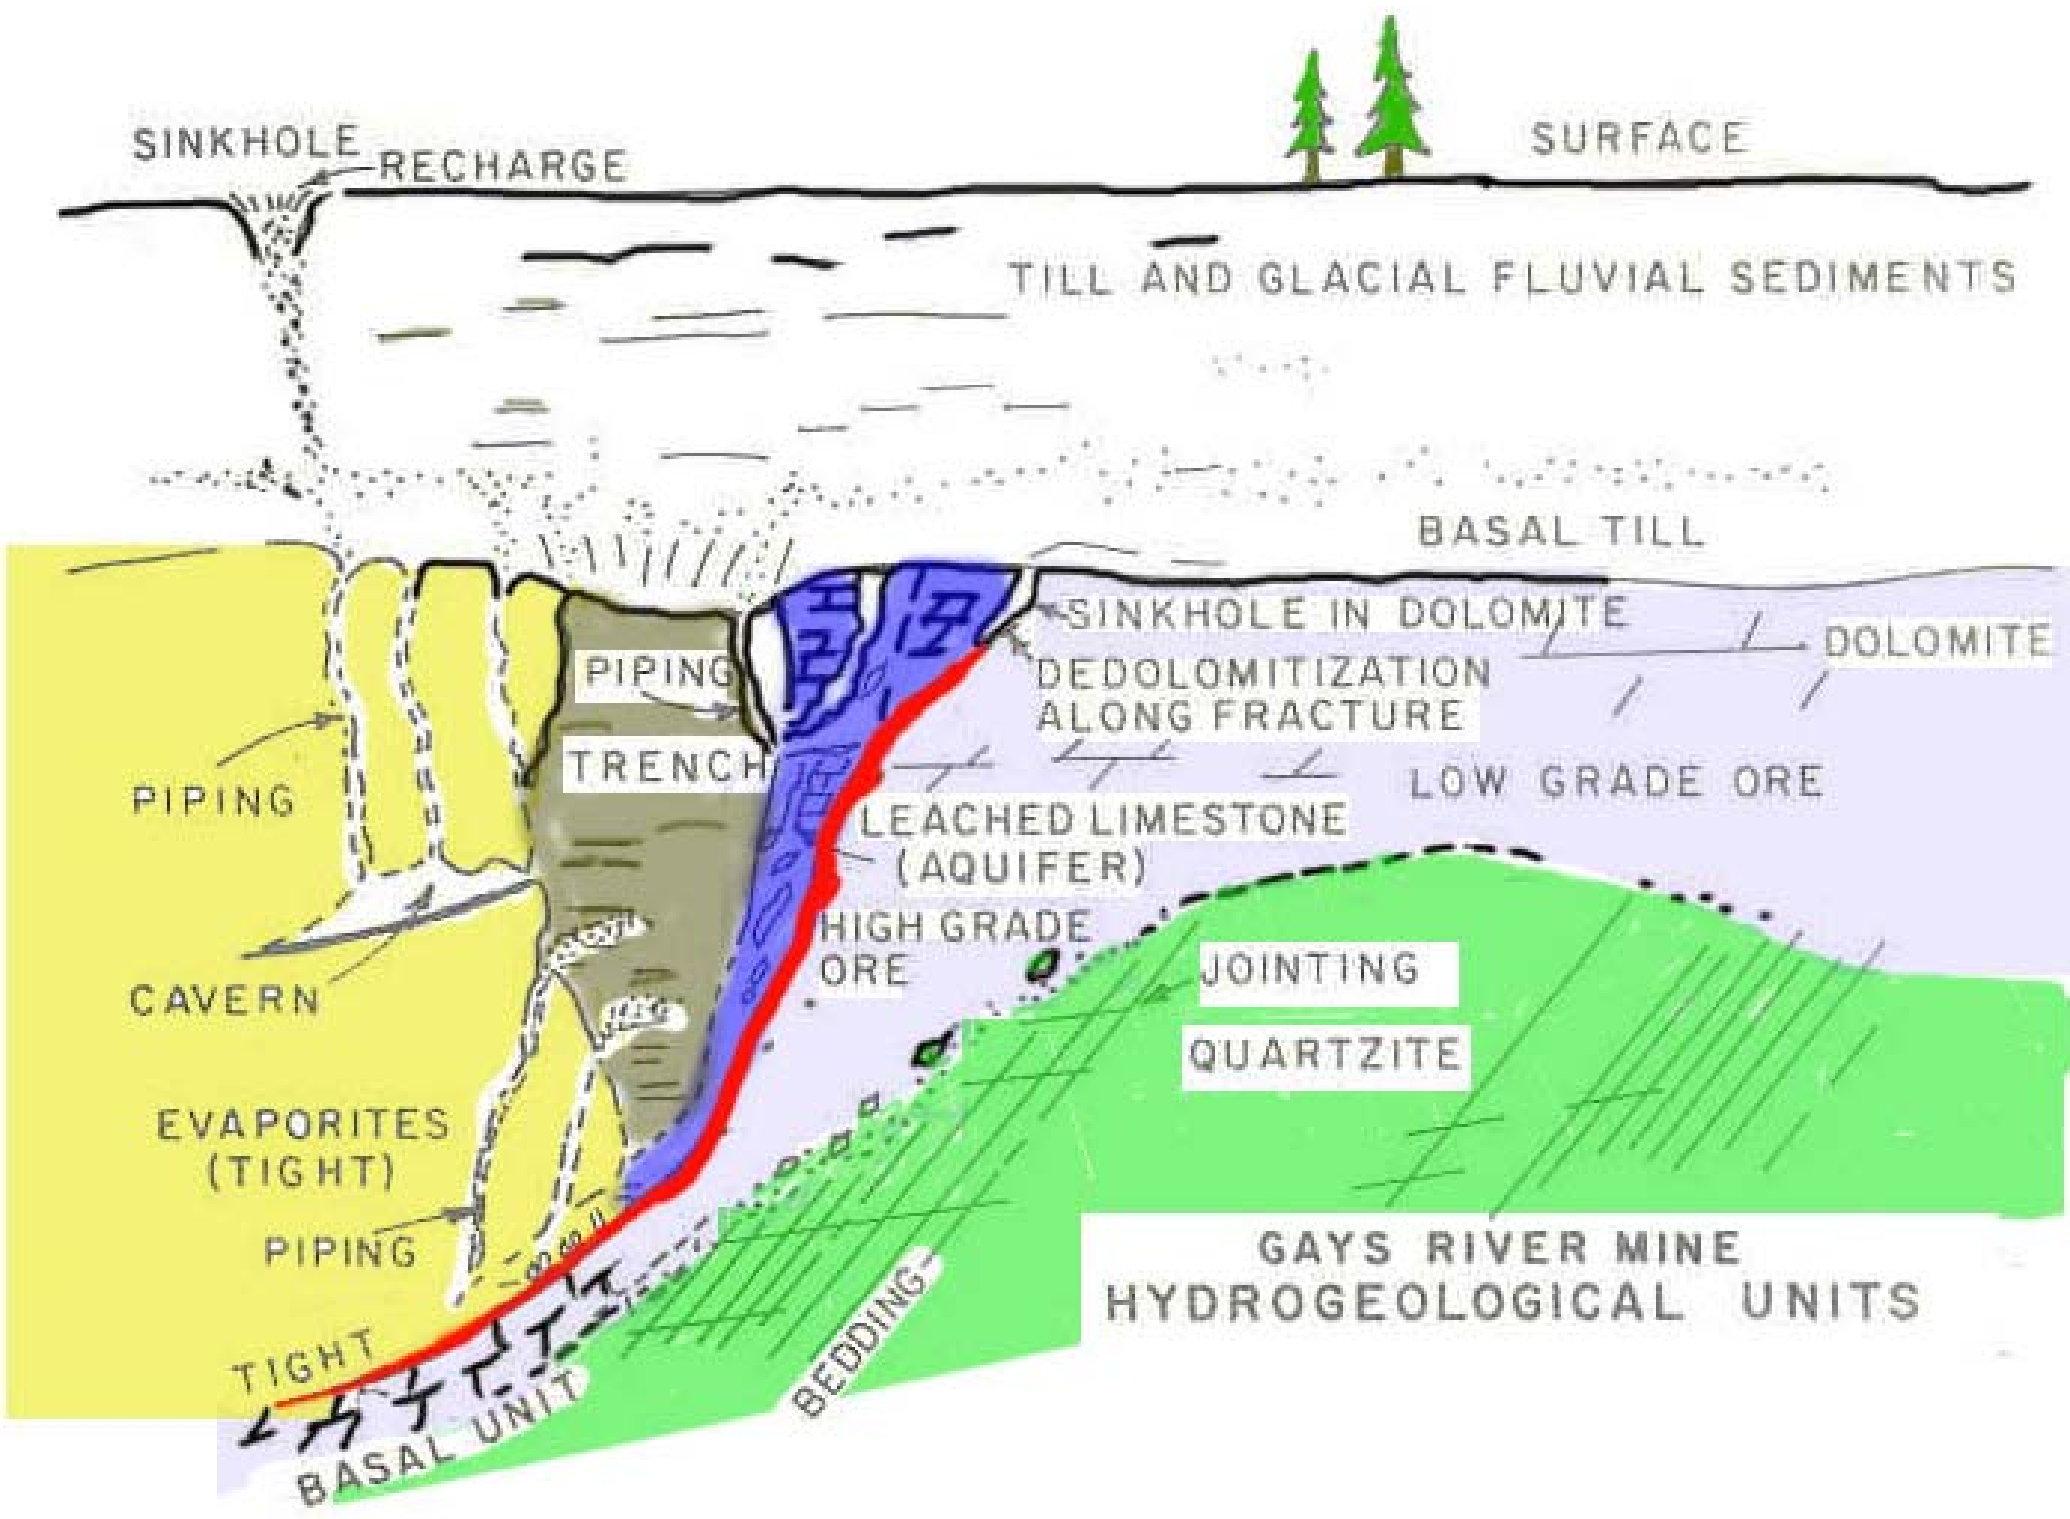 SINKHOLE
RECHARGE
SURFACE
TILL AND GLACIAL FLUVIAL SEDIMENTS
BASAL TILL
SINKHOLE IN DOLOMITE
DOLOMITE
PIPING
DEDOLOMITIZATION
ALONG FRACTURE
TRENCH
PIPING
LOW GRADE ORE
LEACHED LIMESTONE
(AQUIFER)
HIGH GRADE
ORE
CAVERN
JOINTING
QUARTZITE
EVAPORITES
(TIGHT)
PIPING
GAYS RIVER MINE
HYDROGEOLOGICAL UNITS
BEDDING
TIGHT
BASAL UNIT